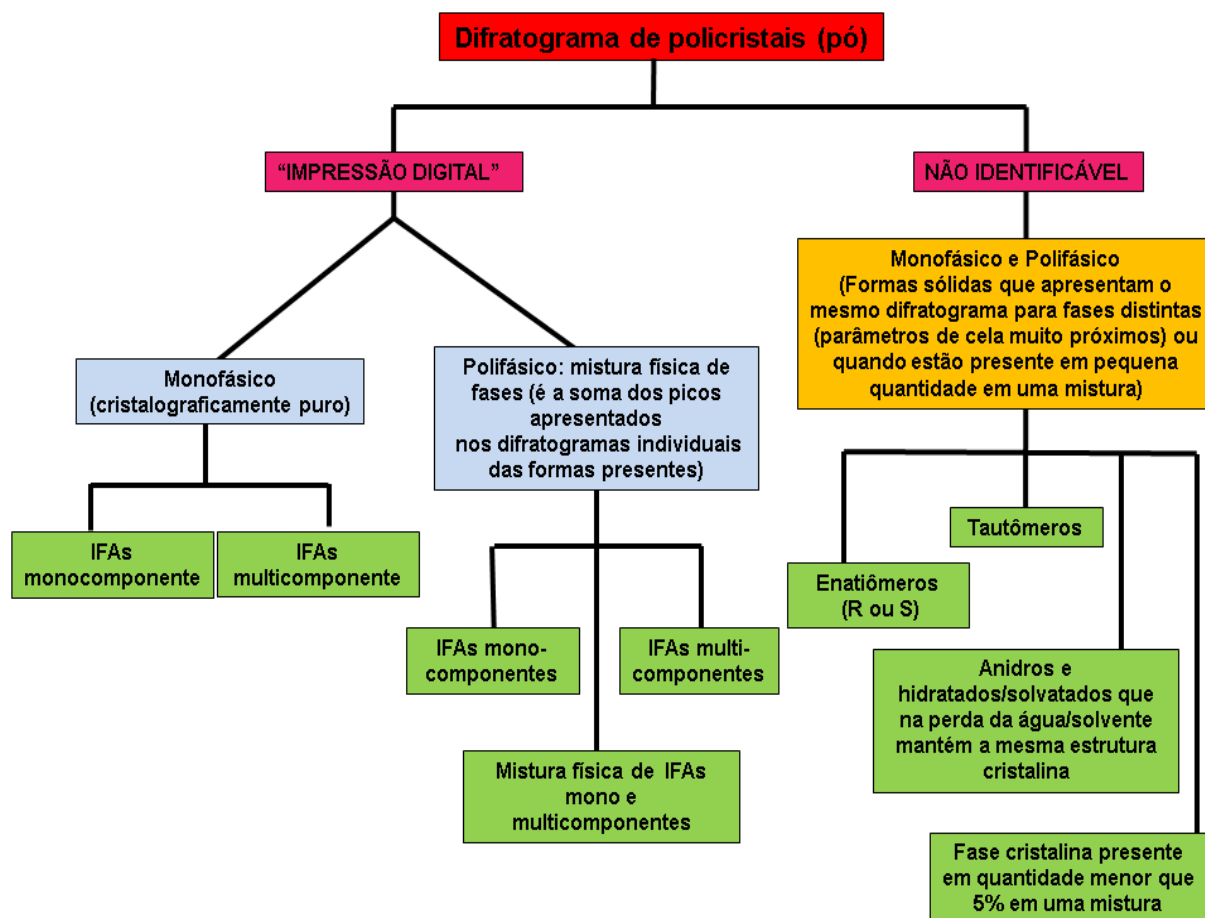 Difratograma de policristais (pó)
“IMPRESSÃO DIGITAL”
NÃO IDENTIFICÁVEL
Monofásico
(cristalograficamente puro)
Polifásico: mistura física de
fases (é a soma dos picos
apresentados
nos difratogramas individuais
das formas presentes)
Monofásico e Polifásico
(Formas sólidas que apresentam o
mesmo difratograma para fases distintas
(parâmetros de cela muito próximos) ou
quando estão presente em pequena
quantidade em uma mistura)
IFAs
monocomponente
IFAs
multicomponente
IFAs mono-
componentes
IFAs multi-
componentes
Mistura física de IFAs
mono e
multicomponentes
Enatiômeros
(R ou S)
Tautômeros
Anidros e
hidratados/solvatados que
na perda da água/solvente
mantém a mesma estrutura
cristalina
Fase cristalina presente
em quantidade menor que
5% em uma mistura